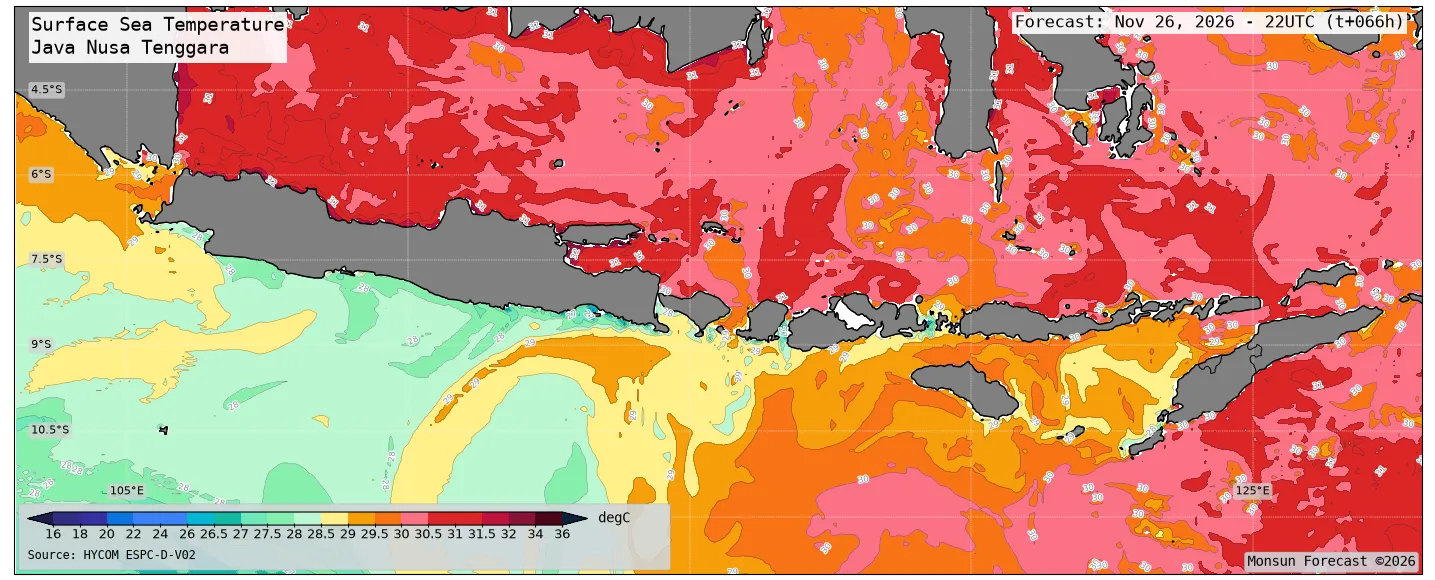 Surface Sea Temperature
Java Nusa Tenggara
Forecast: Nov 26, 2026 - 22UTC (t+066h)
4.5°S
6°S
7.5°S
9°S
10.5°S
105°E
125°E
degC
16 18 20 22 24 26 26.5 27 27.5 28 28.5 29 29.5 30 30.5 31 31.5 32 34 36
Source: HYCOM ESPC-D-V02
Monsun Forecast ©2026